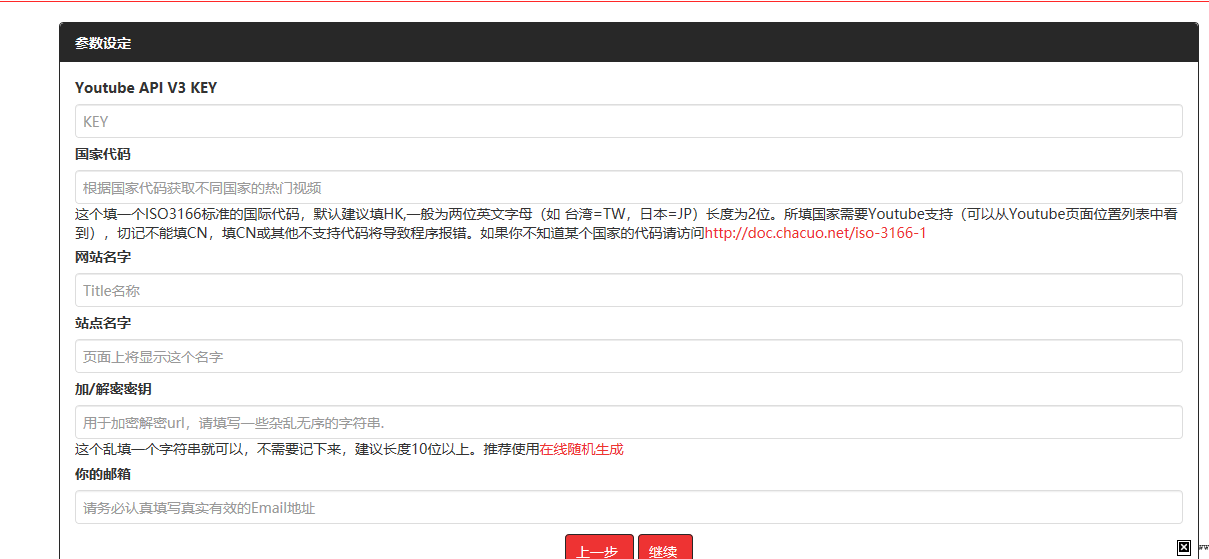 参数设定
Youtube API V3 KEY
KEY
国家代码
根据国家代码获取不同国家的热门视频
这个填一个ISO3166标准的国际代码，默认建议填HK,一般为两位英文字母（如 台湾=TW，日本=JP）长度为2位。所填国家需要Youtube支持（可以从Youtube页面位置列表中看
到），切记不能填CN，填CN或其他不支持代码将导致程序报错。如果你不知道某个国家的代码请访问http://doc.chacuo.net/iso-3166-1
网站名字
Title名称
站点名字
页面上将显示这个名字
加/解密密钥
用于加密解密url，请填写一些杂乱无序的字符串.
这个乱填一个字符串就可以，不需要记下来，建议长度10位以上。推荐使用在线随机生成
你的邮箱
请务必认真填写真实有效的Email地址
上一步 继续